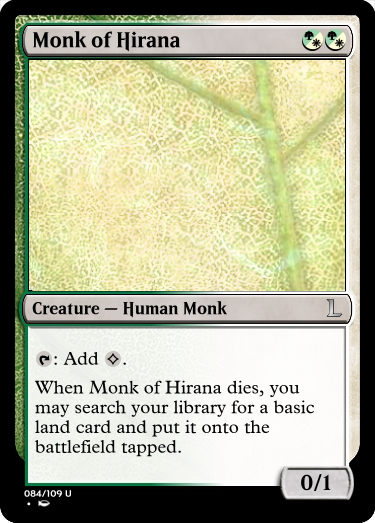 Monk of Hirana
Creature — Human Monk
: Add .
When Monk of Hirana dies, you
may search your library for a basic
land card and put it onto the
battlefield tapped.
0/1
084/109 U